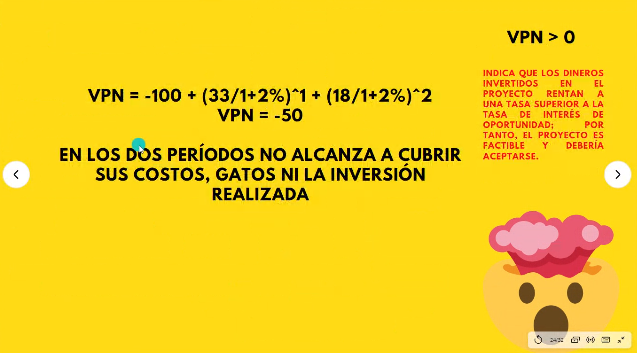 VPN = -100 + (33/1+2%)^1 + (18/1+2%)^2
VPN = -50
EN LOS DOS PERÍODOS NO ALCANZA A CUBRIR
SUS COSTOS, GATOS NI LA INVERSIÓN
REALIZADA
VPN > 0
INDICA QUE LOS DINEROS
INVERTIDOS EN EL
PROYECTO RENTAN A
UNA TASA SUPERIOR A LA
TASA DE INTERÉS DE
OPORTUNIDAD; POR
TANTO, EL PROYECTO ES
FACTIBLE Y DEBERÍA
ACEPTARSE.